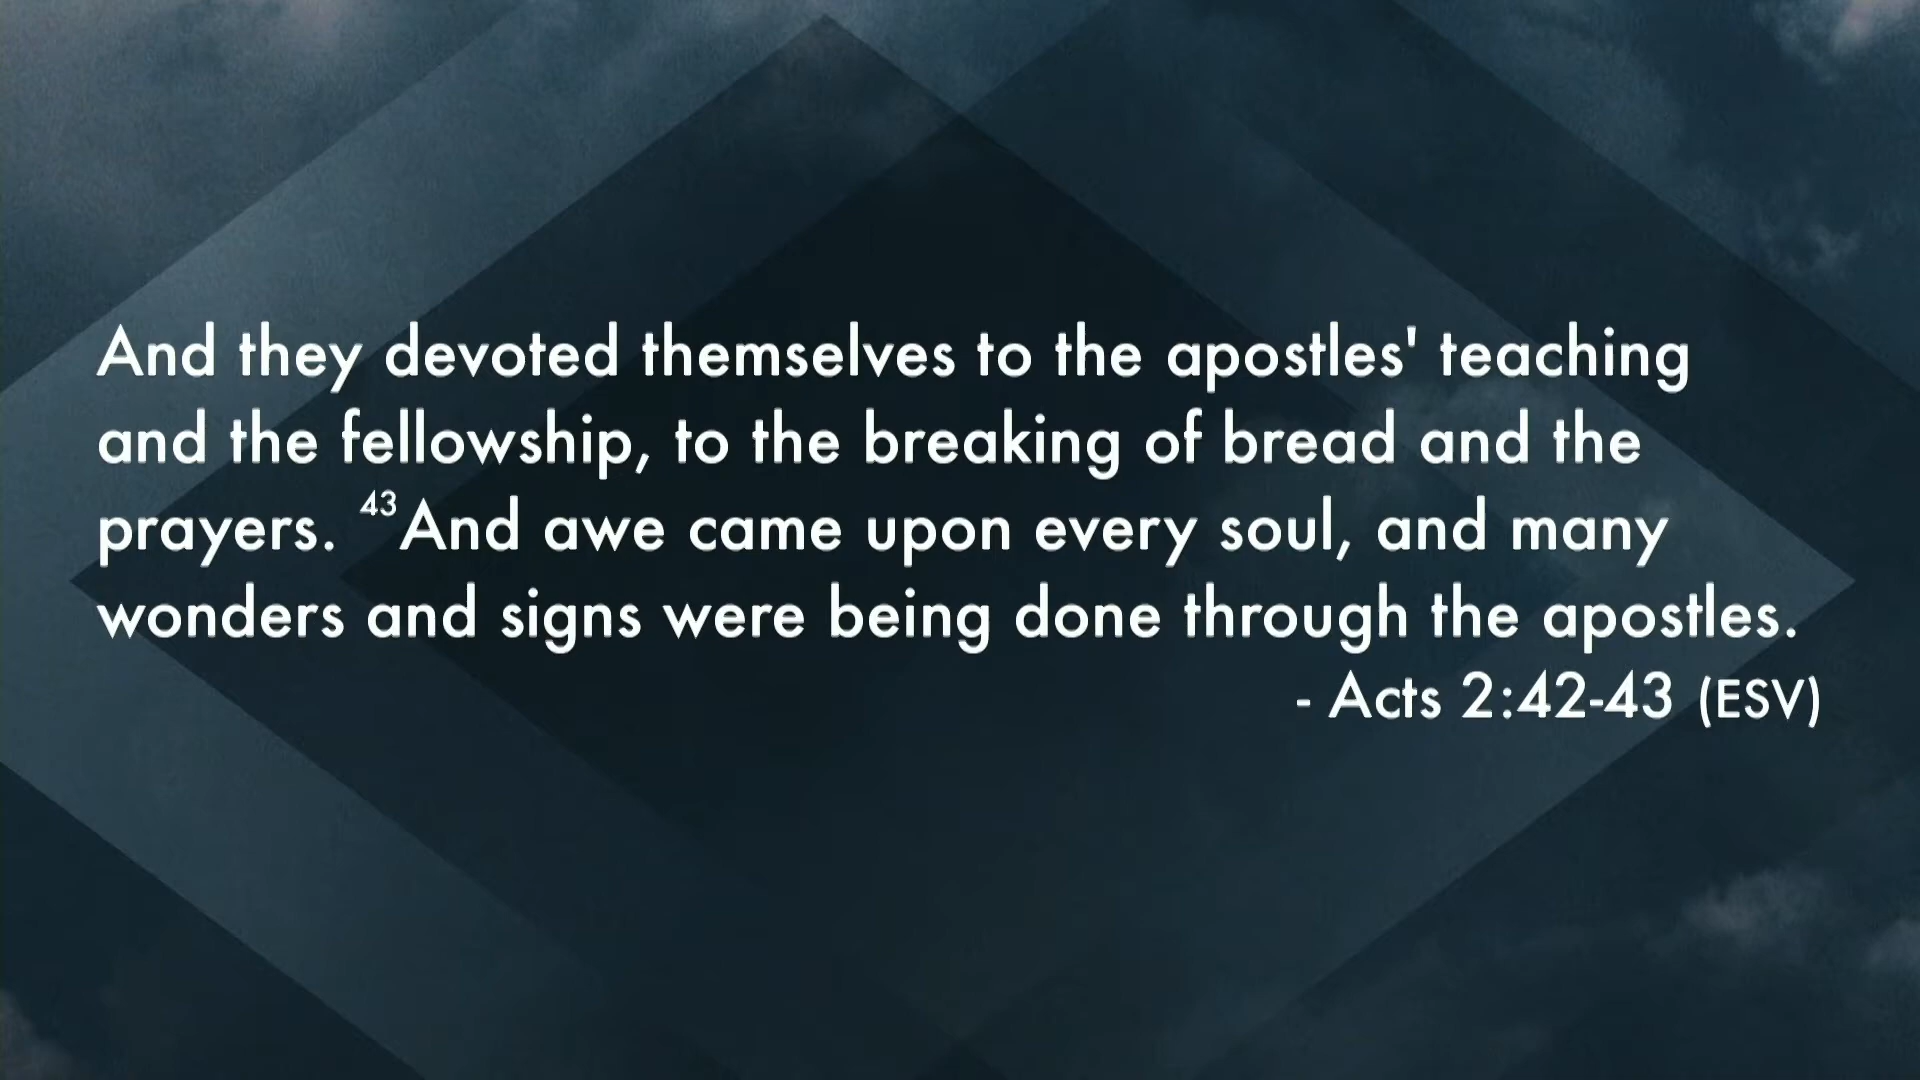 And they devoted themselves to the apostles' teaching
and the fellowship, to the breaking of bread and the
prayers. 43 And awe came upon every soul, and many
wonders and signs were being done through the apostles.
- Acts 2:42-43 (ESV)